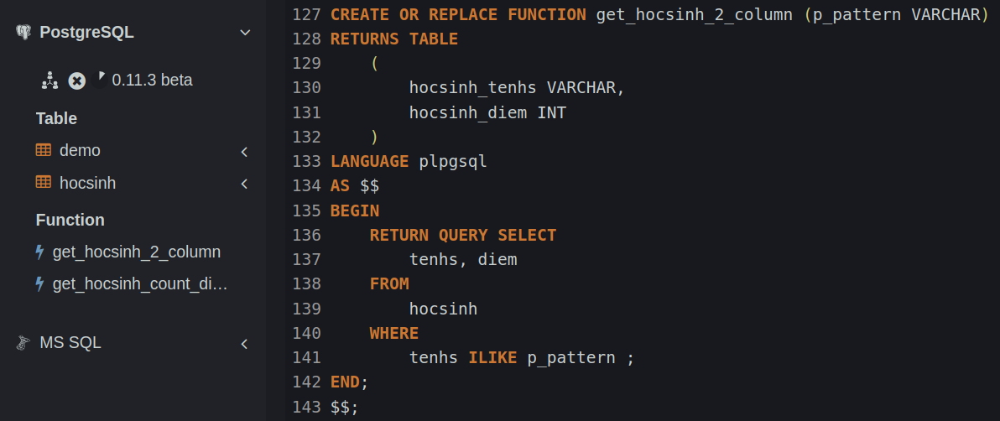 PostgreSQL
0.11.3 beta
Table
demo
hocsinh
Function
get_hocsinh_2_column
get_hocsinh_count_di...
MS SQL
127 CREATE OR REPLACE FUNCTION get_hocsinh_2_column (p_pattern VARCHAR)
128 RETURNS TABLE
129     (
130         hocsinh_tenhs VARCHAR,
131         hocsinh_diem INT
132     )
133 LANGUAGE plpgsql
134 AS $$
135 BEGIN
136     RETURN QUERY SELECT
137         tenhs, diem
138     FROM
139         hocsinh
140     WHERE
141         tenhs ILIKE p_pattern ;
142 END;
143 $$;